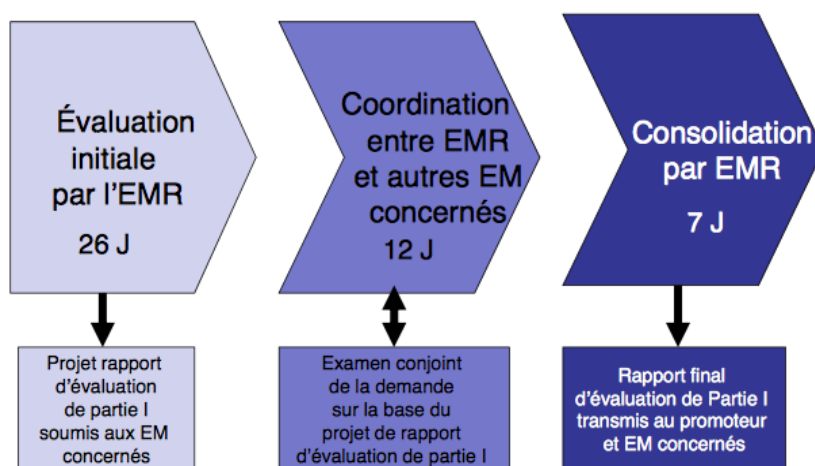 Évaluation
initiale
par l'EMR
26 J
Coordination
entre EMR
et autres EM
concernés
12 J
Consolidation
par EMR
7 J
Projet rapport
d'évaluation
de partie I
soumis aux EM
concernés
Examen conjoint
de la demande
sur la base du
projet de rapport
d'évaluation de partie I
Rapport final
d'évaluation de Partie I
transmis au promoteur
et EM concernés